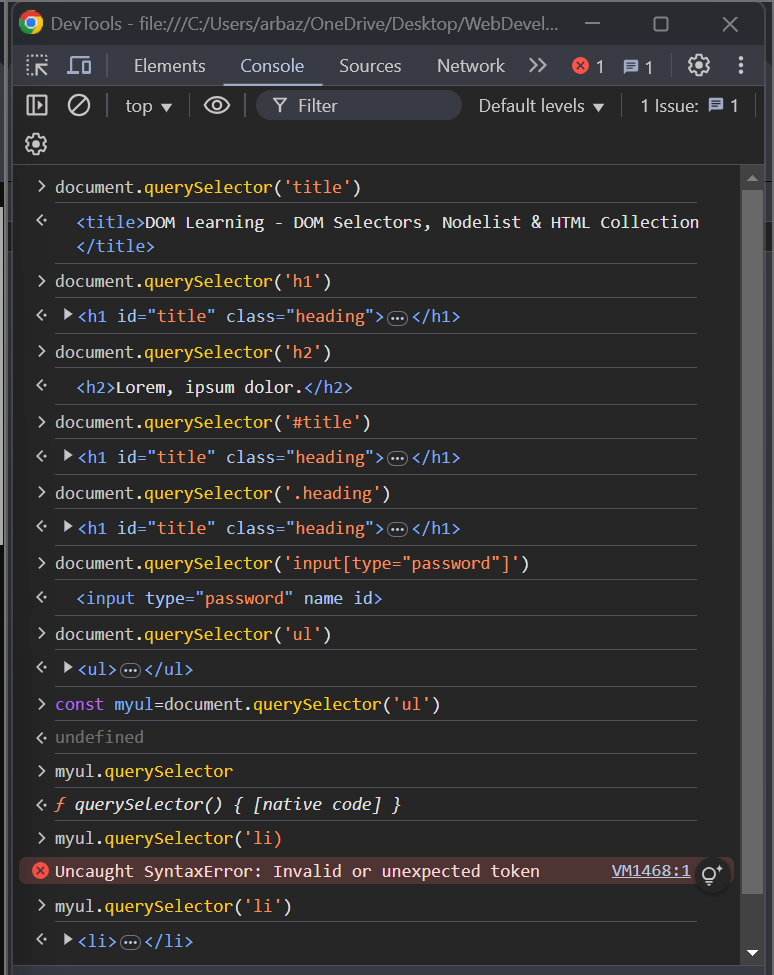 DevTools - file:///C:/Users/arbaz/OneDrive/Desktop/WebDevel...
Elements Console Sources Network 1 1
top Filter Default levels 1 Issue: 1
document.querySelector('title')
<title>DOM Learning - DOM Selectors, Nodelist & HTML Collection
</title>
document.querySelector('h1')
<h1 id="title" class="heading">…</h1>
document.querySelector('h2')
<h2>Lorem, ipsum dolor.</h2>
document.querySelector('#title')
<h1 id="title" class="heading">…</h1>
document.querySelector('.heading')
<h1 id="title" class="heading">…</h1>
document.querySelector('input[type="password"]')
<input type="password" name id>
document.querySelector('ul')
<ul>…</ul>
const myul=document.querySelector('ul')
undefined
myul.querySelector
ƒ querySelector() { [native code] }
myul.querySelector('li)
Uncaught SyntaxError: Invalid or unexpected token VM1468:1
myul.querySelector('li')
<li>…</li>